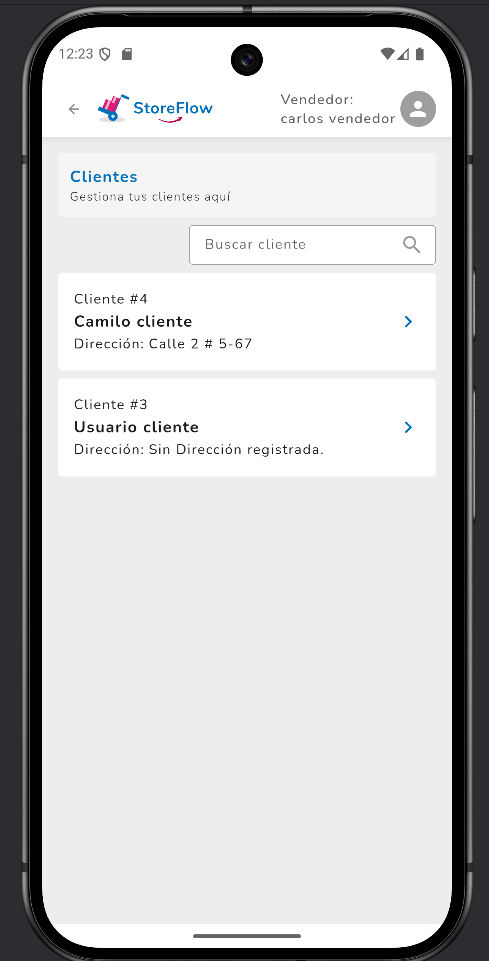 12:23
StoreFlow
Vendedor:
carlos vendedor
Clientes
Gestiona tus clientes aquí
Buscar cliente
Cliente #4
Camilo cliente
Dirección: Calle 2 # 5-67
Cliente #3
Usuario cliente
Dirección: Sin Dirección registrada.